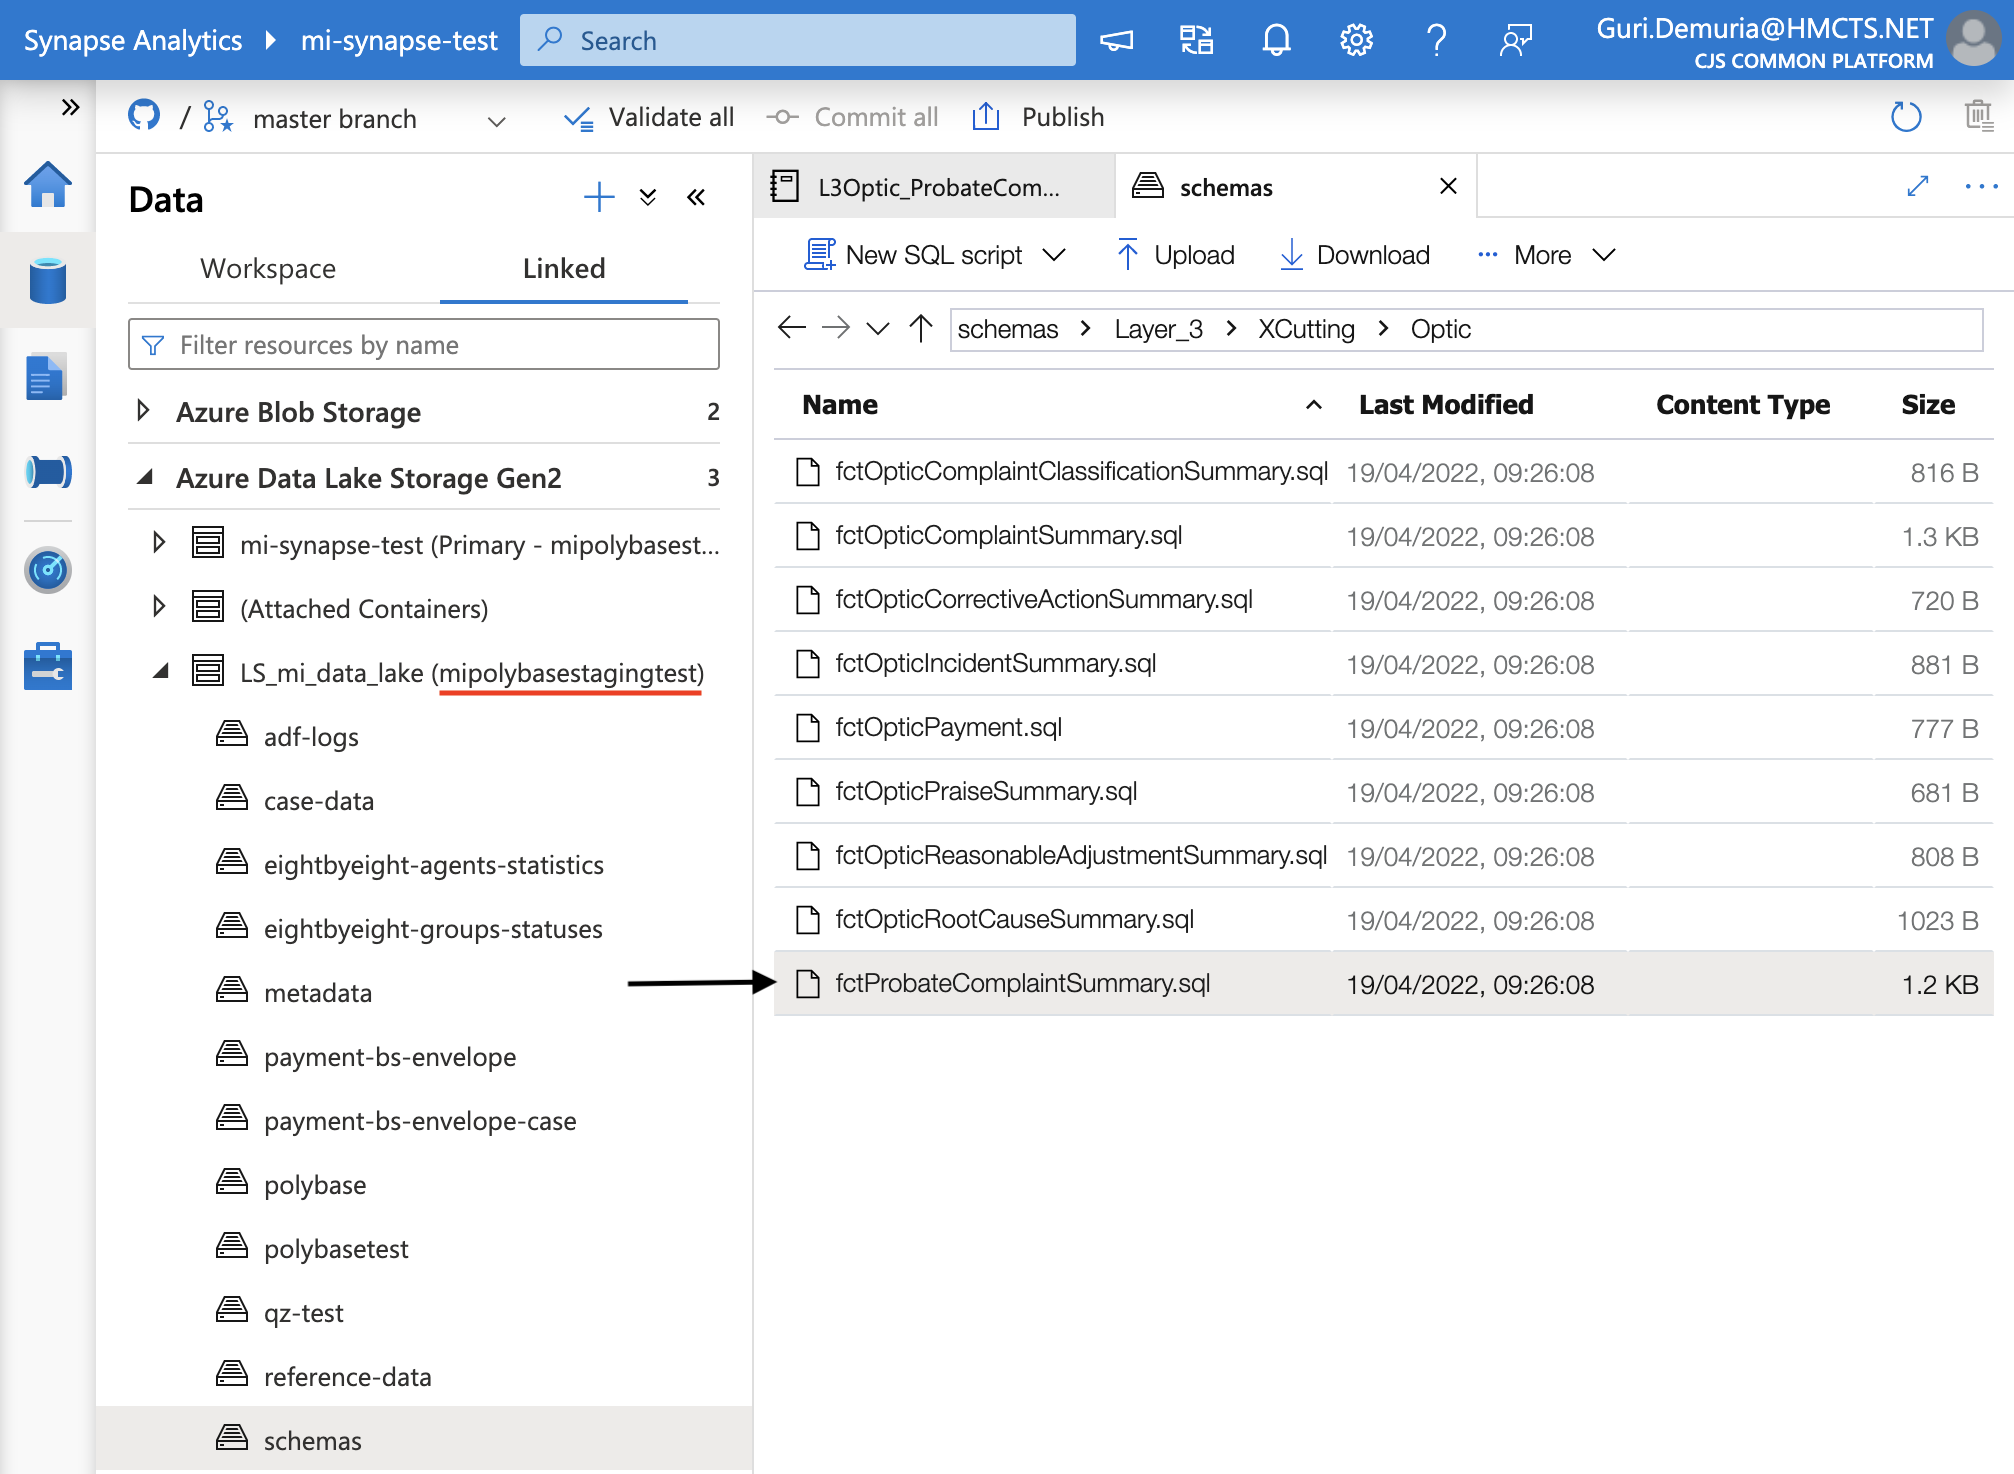 Synapse Analytics mi-synapse-test Search Guri.Demuria@HMCTS.NET
CJS COMMON PLATFORM
/ master branch Validate all Commit all Publish
Data
Workspace Linked
Filter resources by name
Azure Blob Storage 2
Azure Data Lake Storage Gen2 3
mi-synapse-test (Primary - mipolybasest...
(Attached Containers)
LS_mi_data_lake (mipolybasestagingtest)
adf-logs
case-data
eightbyeight-agents-statistics
eightbyeight-groups-statuses
metadata
payment-bs-envelope
payment-bs-envelope-case
polybase
polybasetest
qz-test
reference-data
schemas
L3Optic_ProbateCom... schemas
New SQL script Upload Download ... More
schemas > Layer_3 > XCutting > Optic
Name Last Modified Content Type Size
fctOpticComplaintClassificationSummary.sql 19/04/2022, 09:26:08 816 B
fctOpticComplaintSummary.sql 19/04/2022, 09:26:08 1.3 KB
fctOpticCorrectiveActionSummary.sql 19/04/2022, 09:26:08 720 B
fctOpticIncidentSummary.sql 19/04/2022, 09:26:08 881 B
fctOpticPayment.sql 19/04/2022, 09:26:08 777 B
fctOpticPraiseSummary.sql 19/04/2022, 09:26:08 681 B
fctOpticReasonableAdjustmentSummary.sql 19/04/2022, 09:26:08 808 B
fctOpticRootCauseSummary.sql 19/04/2022, 09:26:08 1023 B
fctProbateComplaintSummary.sql 19/04/2022, 09:26:08 1.2 KB